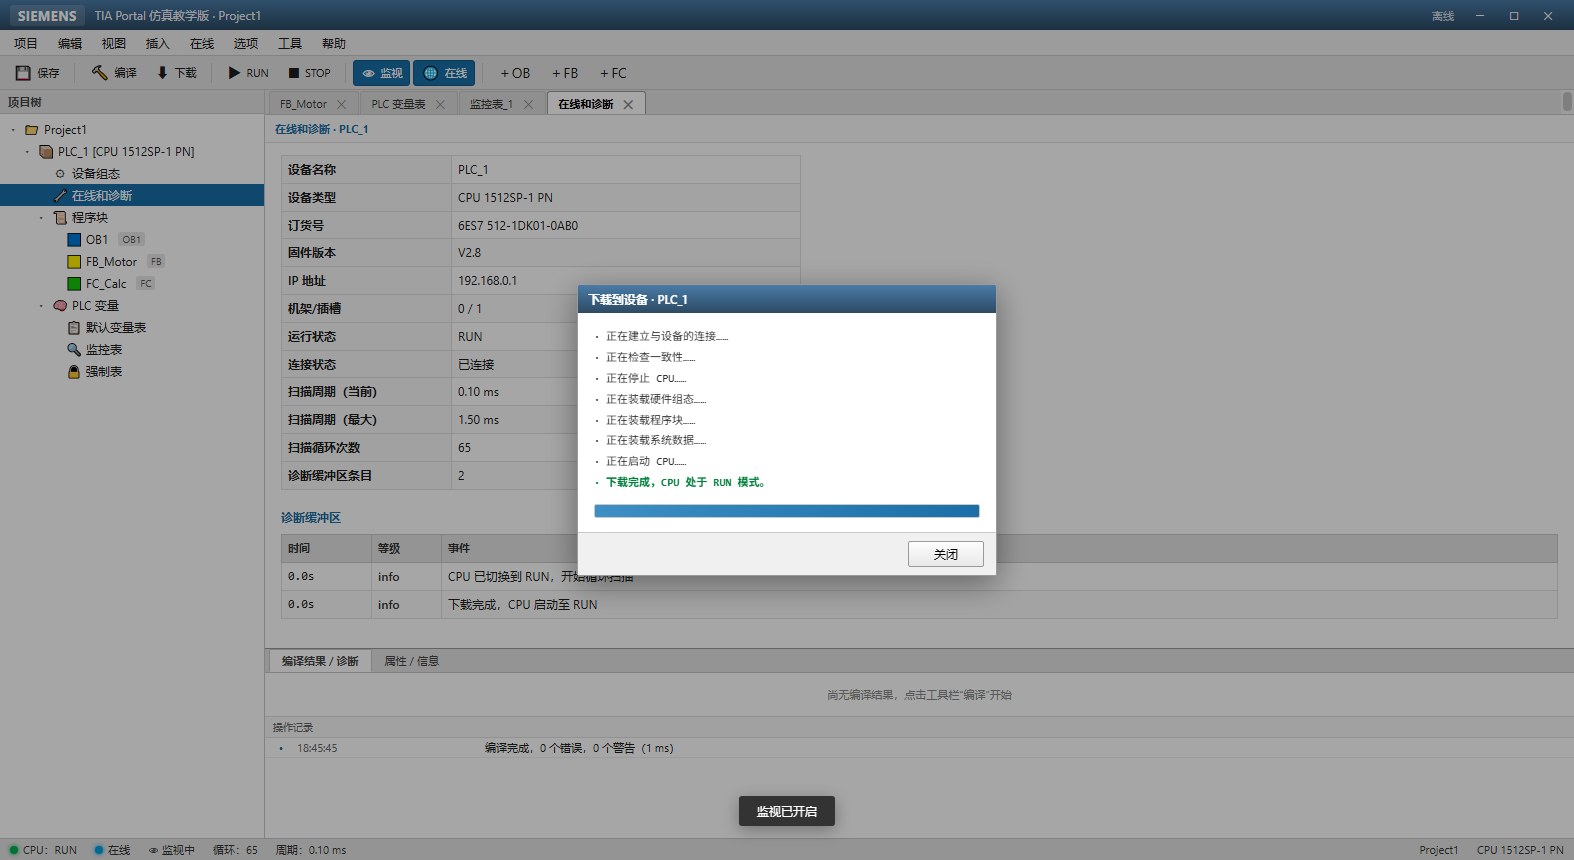 SIEMENS TIA Portal 仿真教学版 · Project1 离线
项目 编辑 视图 插入 在线 选项 工具 帮助
保存 编译 下载 RUN STOP 监视 在线 + OB + FB + FC
项目树
FB_Motor PLC 变量表 监控表_1 在线和诊断
Project1
PLC_1 [CPU 1512SP-1 PN]
设备组态
在线和诊断
程序块
OB1 OB1
FB_Motor FB
FC_Calc FC
PLC 变量
默认变量表
监控表
强制表
在线和诊断 · PLC_1
设备名称 PLC_1
设备类型 CPU 1512SP-1 PN
订货号 6ES7 512-1DK01-0AB0
固件版本 V2.8
IP 地址 192.168.0.1
机架/插槽 0 / 1
运行状态 RUN
连接状态 已连接
扫描周期（当前） 0.10 ms
扫描周期（最大） 1.50 ms
扫描循环次数 65
诊断缓冲区条目 2
诊断缓冲区
时间 等级 事件
0.0s info CPU 已切换到 RUN，开始循环扫描
0.0s info 下载完成，CPU 启动至 RUN
下载到设备 · PLC_1
· 正在建立与设备的连接……
· 正在检查一致性……
· 正在停止 CPU……
· 正在装载硬件组态……
· 正在装载程序块……
· 正在装载系统数据……
· 正在启动 CPU……
· 下载完成，CPU 处于 RUN 模式。
关闭
编译结果 / 诊断 属性 / 信息
尚无编译结果，点击工具栏“编译”开始
操作记录
• 18:45:45 编译完成，0 个错误，0 个警告（1 ms）
监视已开启
CPU：RUN 在线 监视中 循环：65 周期：0.10 ms Project1 CPU 1512SP-1 PN